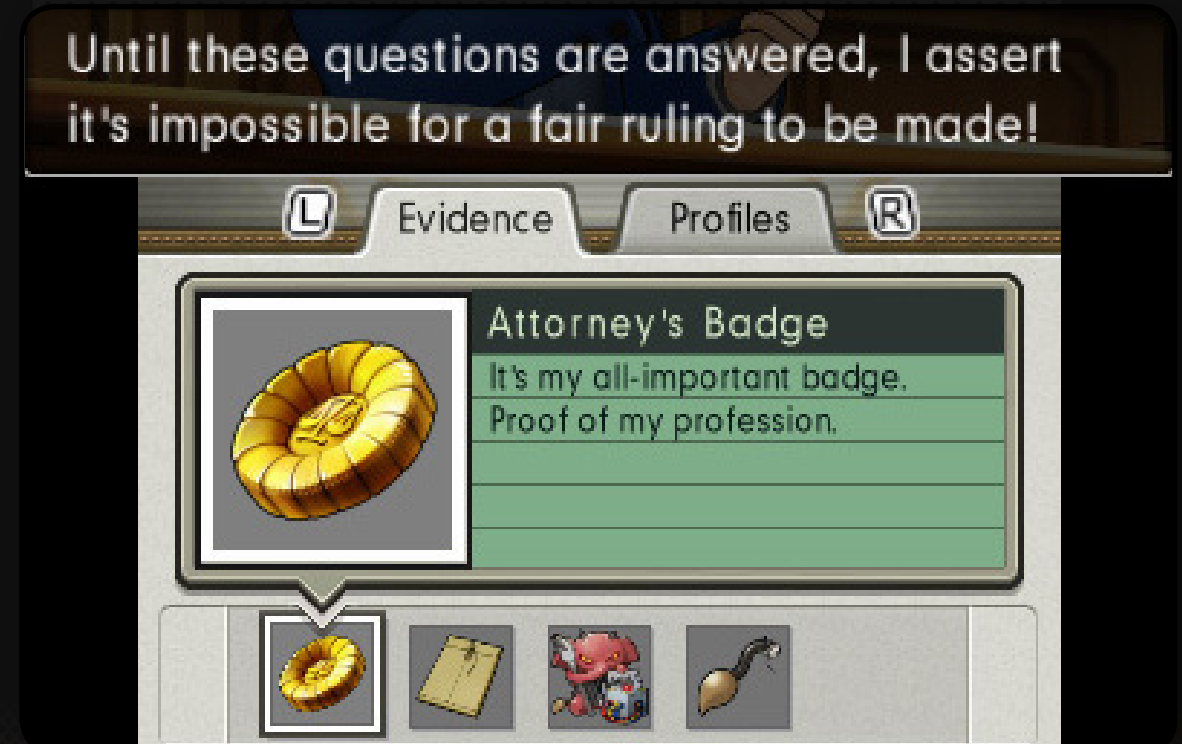 Until these questions are answered, I assert
it's impossible for a fair ruling to be made!
L Evidence Profiles R
Attorney's Badge
It's my all-important badge.
Proof of my profession.